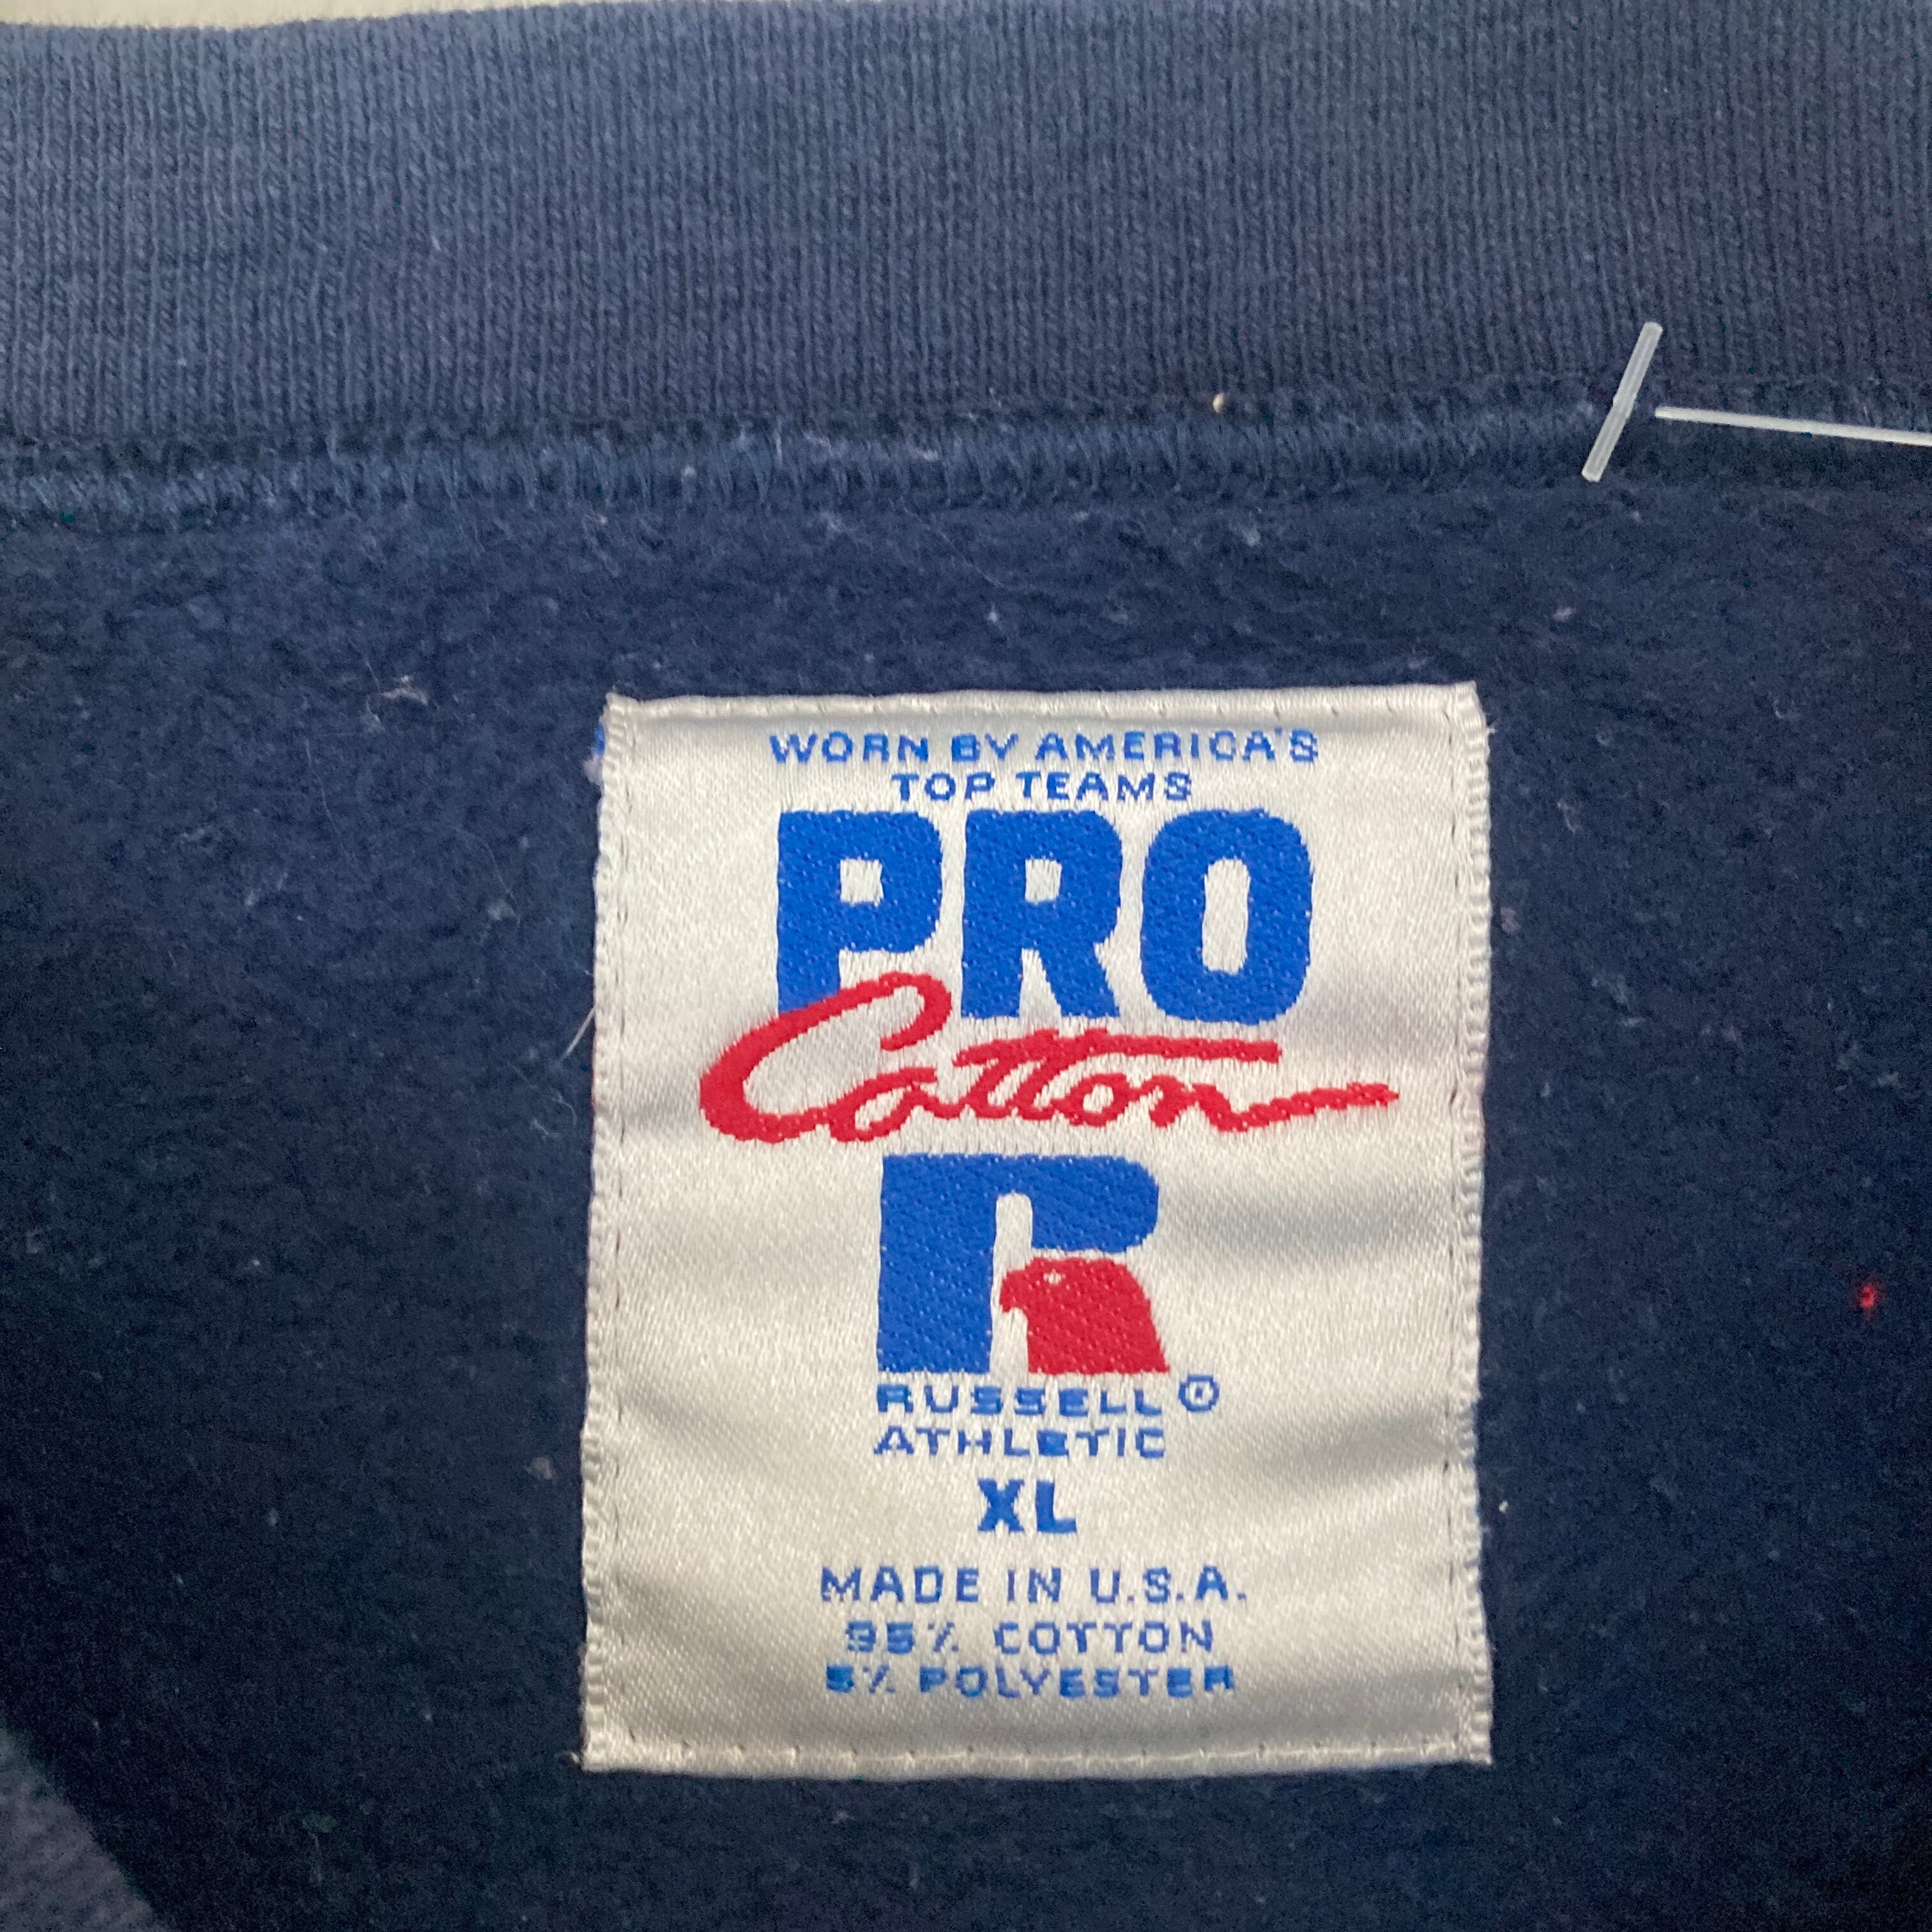 WORN BY AMERICA'S
TOP TEAMS
PRO
Cotton
R
RUSSELL®
ATHLETIC
XL
MADE IN U.S.A.
95% COTTON
5% POLYESTER